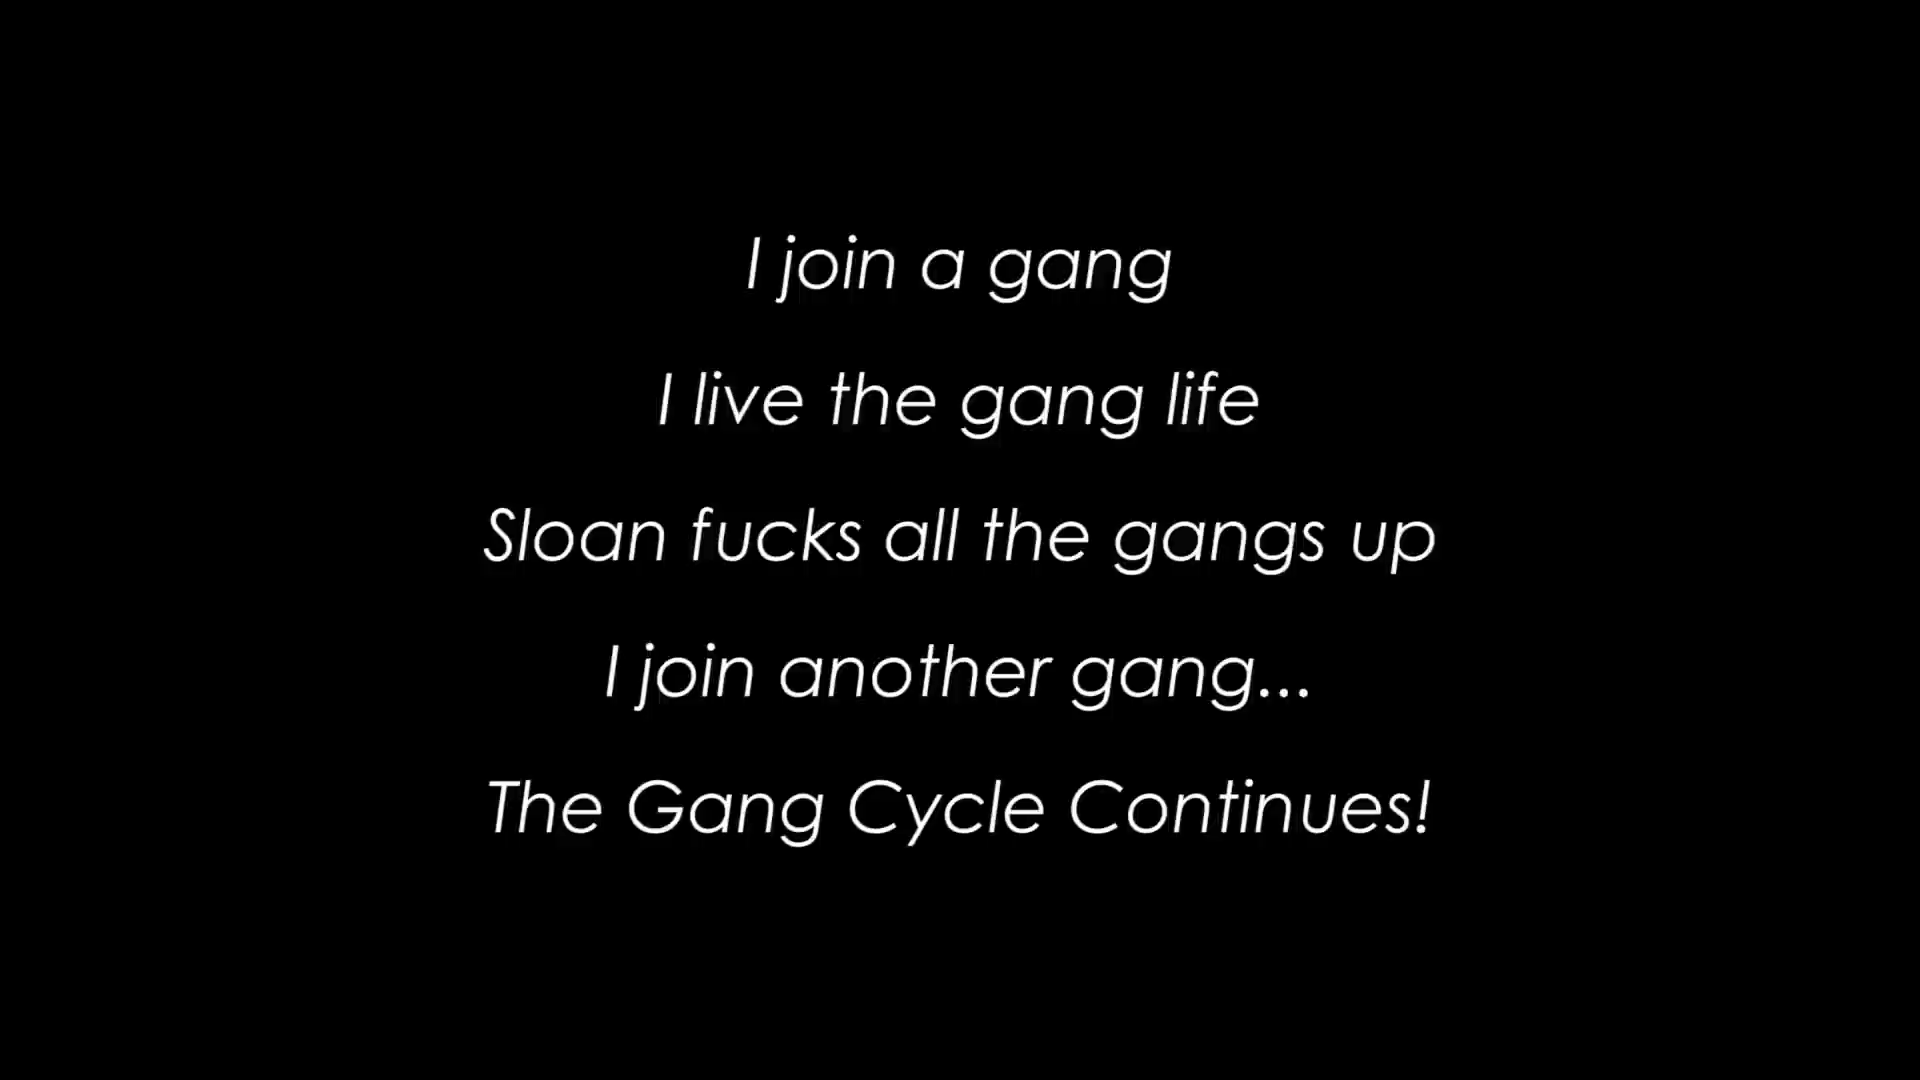 I join a gang
I live the gang life
Sloan fucks all the gangs up
I join another gang...
The Gang Cycle Continues!